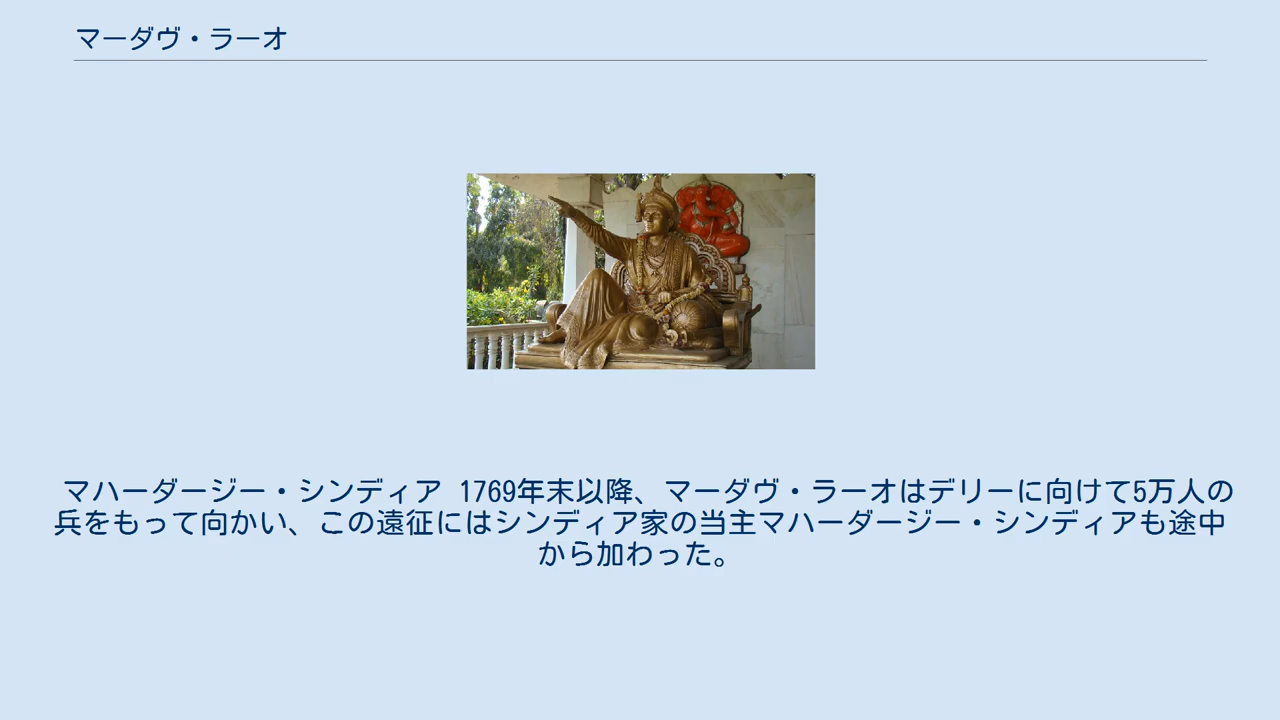 マーダヴ・ラーオ
マハーダージー・シンディア 1769年末以降、マーダヴ・ラーオはデリーに向けて5万人の
兵をもって向かい、この遠征にはシンディア家の当主マハーダージー・シンディアも途中
から加わった。